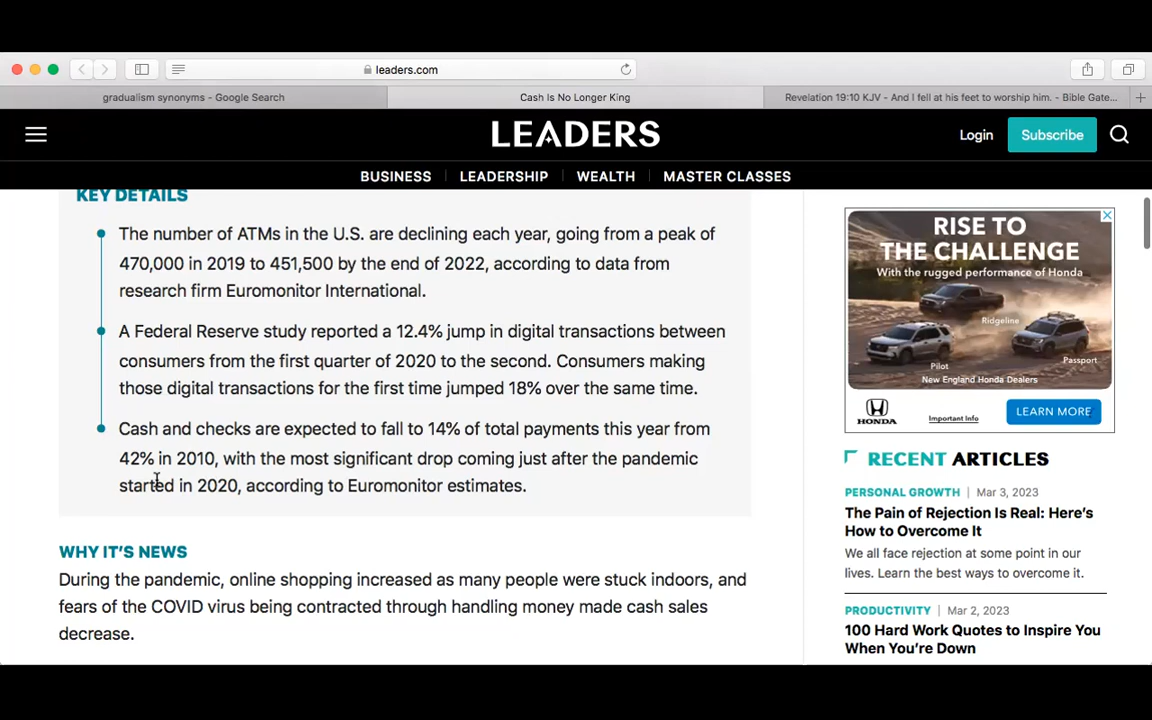 leaders.com
gradualism synonyms - Google Search
Cash Is No Longer King
Revelation 19:10 KJV - And I fell at his feet to worship him. - Bible Gate...
LEADERS
Login
Subscribe
BUSINESS
LEADERSHIP
WEALTH
MASTER CLASSES
KEY DETAILS
The number of ATMs in the U.S. are declining each year, going from a peak of
470,000 in 2019 to 451,500 by the end of 2022, according to data from
research firm Euromonitor International.
A Federal Reserve study reported a 12.4% jump in digital transactions between
consumers from the first quarter of 2020 to the second. Consumers making
those digital transactions for the first time jumped 18% over the same time.
Cash and checks are expected to fall to 14% of total payments this year from
42% in 2010, with the most significant drop coming just after the pandemic
started in 2020, according to Euromonitor estimates.
WHY IT'S NEWS
During the pandemic, online shopping increased as many people were stuck indoors, and
fears of the COVID virus being contracted through handling money made cash sales
decrease.
RISE TO
THE CHALLENGE
With the rugged performance of Honda
Ridgeline
Pilot
Passport
New England Honda Dealers
HONDA
Important Info
LEARN MORE
RECENT ARTICLES
PERSONAL GROWTH | Mar 3, 2023
The Pain of Rejection Is Real: Here's
How to Overcome It
We all face rejection at some point in our
lives. Learn the best ways to overcome it.
PRODUCTIVITY | Mar 2, 2023
100 Hard Work Quotes to Inspire You
When You're Down